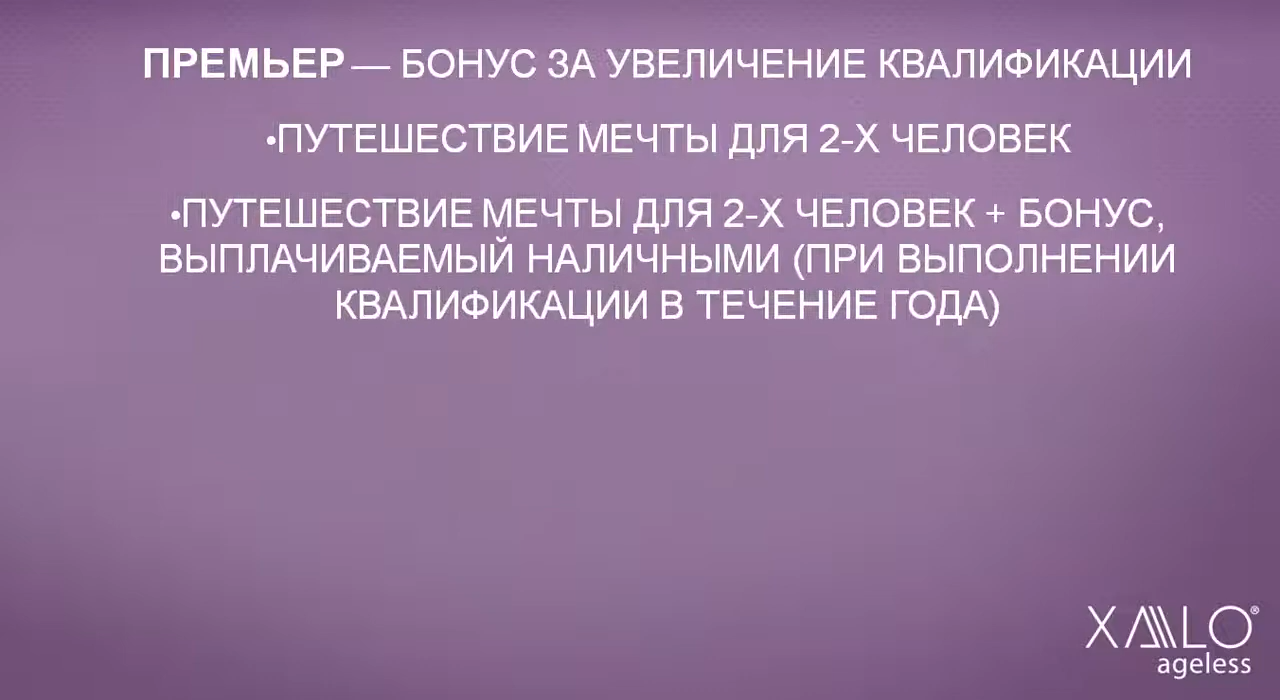 ПРЕМЬЕР — БОНУС ЗА УВЕЛИЧЕНИЕ КВАЛИФИКАЦИИ
•ПУТЕШЕСТВИЕ МЕЧТЫ ДЛЯ 2-Х ЧЕЛОВЕК
•ПУТЕШЕСТВИЕ МЕЧТЫ ДЛЯ 2-Х ЧЕЛОВЕК + БОНУС,
ВЫПЛАЧИВАЕМЫЙ НАЛИЧНЫМИ (ПРИ ВЫПОЛНЕНИИ
КВАЛИФИКАЦИИ В ТЕЧЕНИЕ ГОДА)
XALO®
ageless